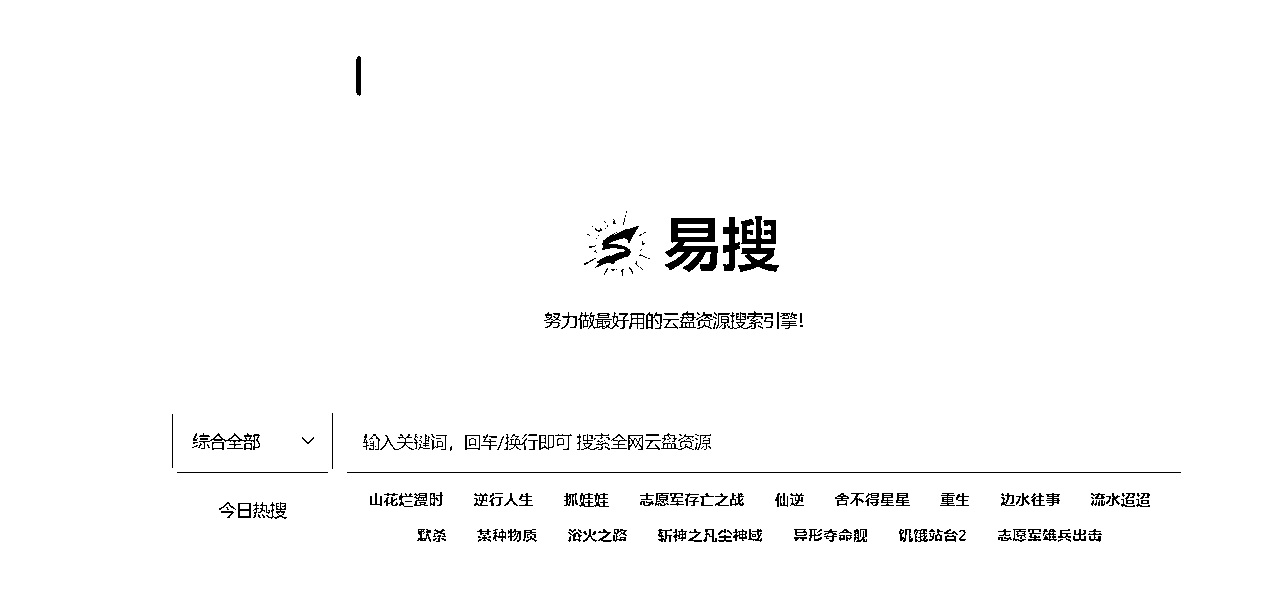 易搜
努力做最好用的云盘资源搜索引擎!
综合全部 输入关键词，回车/换行即可 搜索全网云盘资源
今日热搜 山花烂漫时 逆行人生 抓娃娃 志愿军存亡之战 仙逆 舍不得星星 重生 边水往事 流水迢迢
默杀 某种物质 浴火之路 斩神之凡尘神域 异形夺命舰 饥饿站台2 志愿军雄兵出击